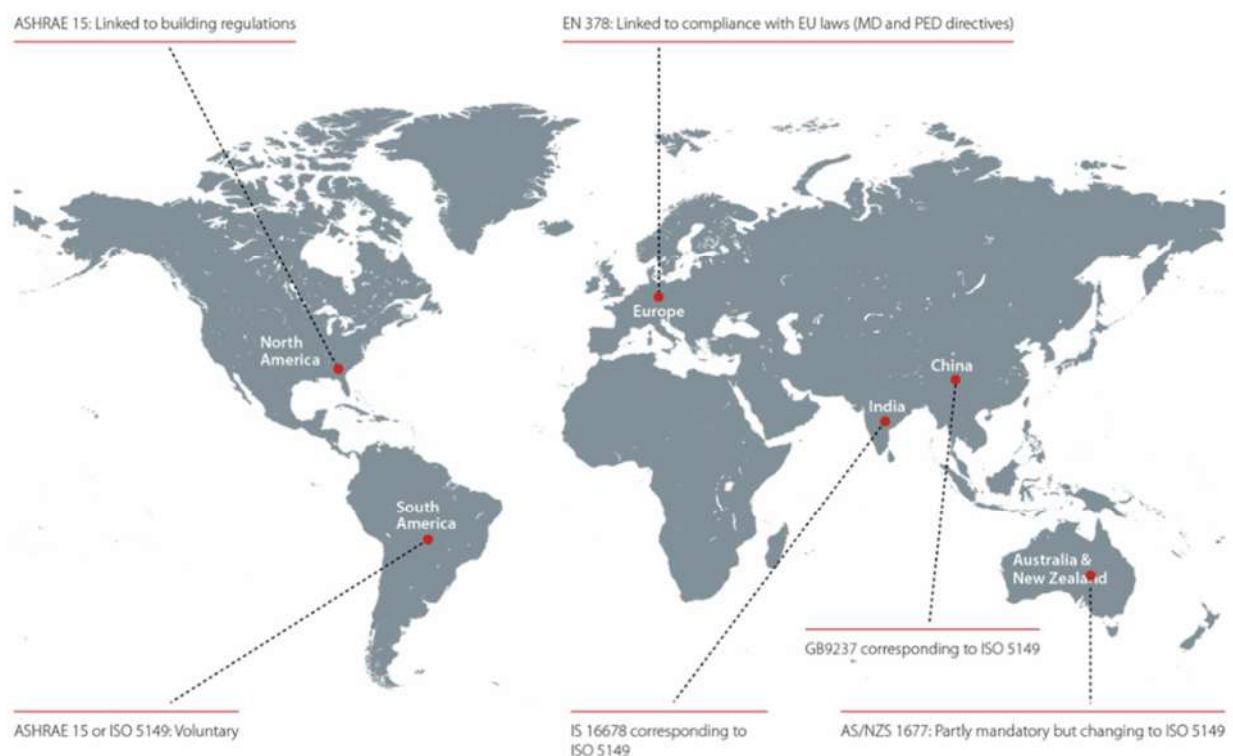 ASHRAE 15: Linked to building regulations
EN 378: Linked to compliance with EU laws (MD and PED directives)
Europe
North
America
China
India
South
America
Australia &
New Zealand
GB9237 corresponding to ISO 5149
ASHRAE 15 or ISO 5149: Voluntary
IS 16678 corresponding to
ISO 5149
AS/NZS 1677: Partly mandatory but changing to ISO 5149